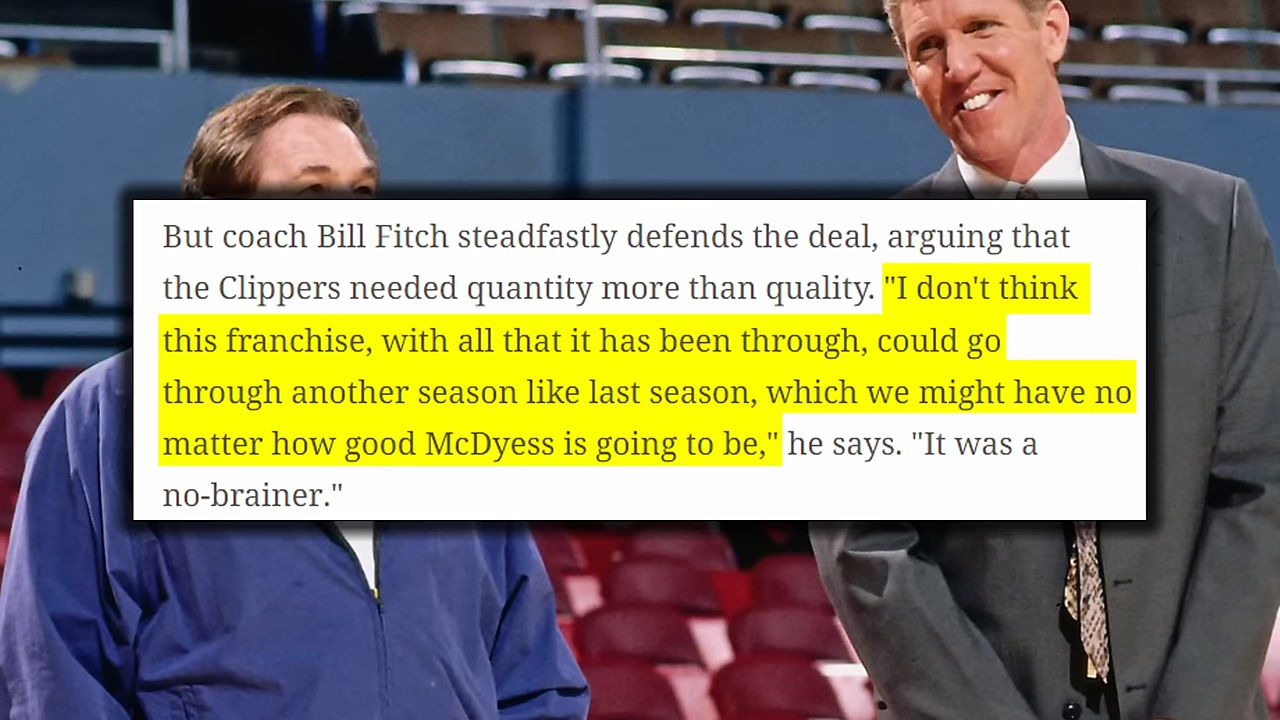 But coach Bill Fitch steadfastly defends the deal, arguing that
the Clippers needed quantity more than quality. "I don't think
this franchise, with all that it has been through, could go
through another season like last season, which we might have no
matter how good McDyess is going to be," he says. "It was a
no-brainer."